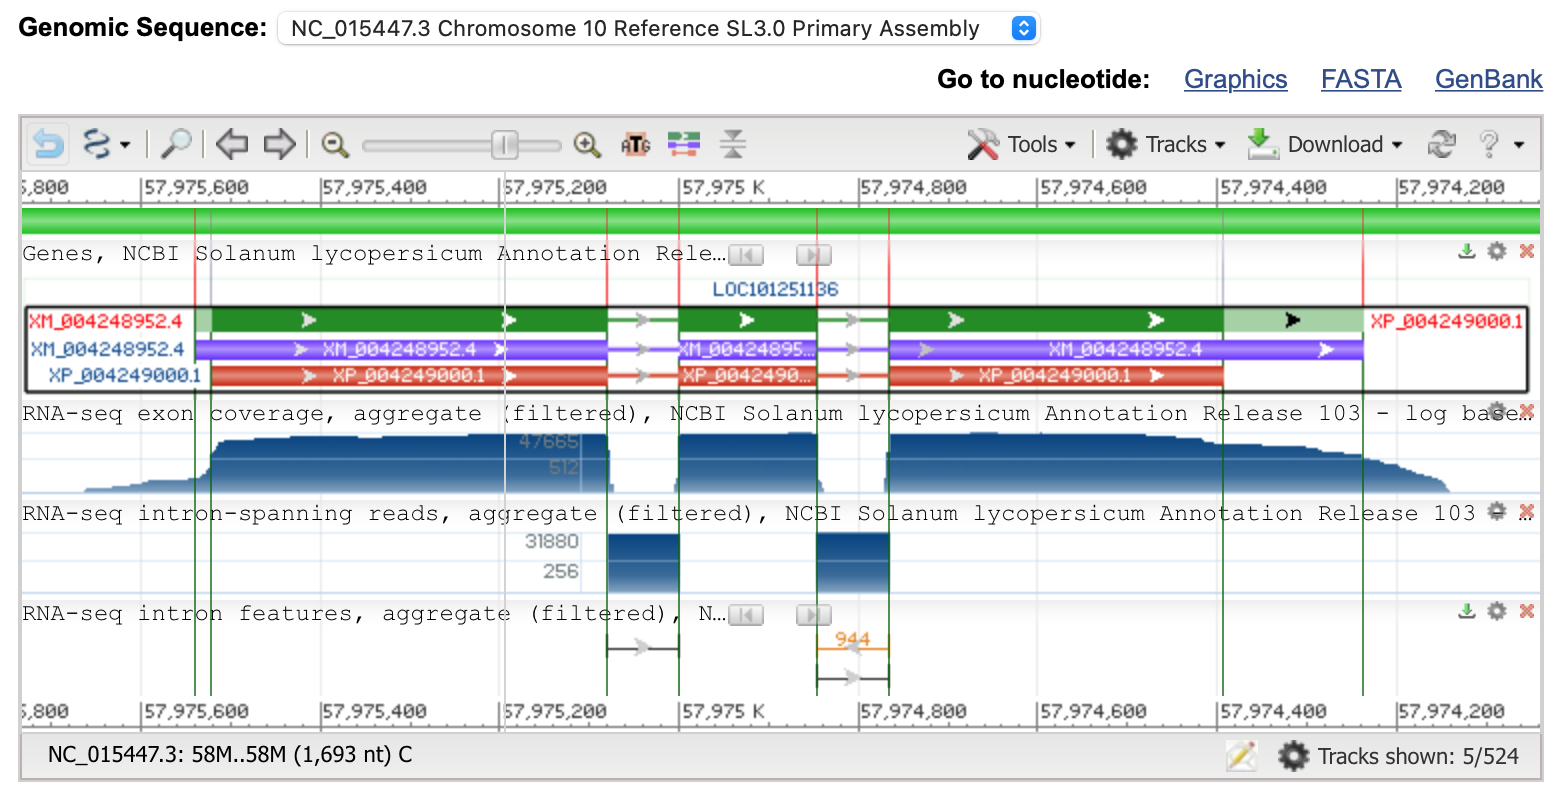 Genomic Sequence: NC_015447.3 Chromosome 10 Reference SL3.0 Primary Assembly
Go to nucleotide: Graphics FASTA GenBank
ATG Tools Tracks Download ?
5,800 57,975,600 57,975,400 57,975,200 57,975 K 57,974,800 57,974,600 57,974,400 57,974,200
Genes, NCBI Solanum lycopersicum Annotation Rele…
LOC101251136
XM_004248952.4 XP_004249000.1
XM_004248952.4 XM_004248952.4 XM_00424895... XM_004248952.4
XP_004249000.1 XP_004249000.1 XP_0042490... XP_004249000.1
RNA-seq exon coverage, aggregate (filtered), NCBI Solanum lycopersicum Annotation Release 103 - log base…
47665
512
RNA-seq intron-spanning reads, aggregate (filtered), NCBI Solanum lycopersicum Annotation Release 103 - …
31880
256
RNA-seq intron features, aggregate (filtered), N…
944
5,800 57,975,600 57,975,400 57,975,200 57,975 K 57,974,800 57,974,600 57,974,400 57,974,200
NC_015447.3: 58M..58M (1,693 nt) C Tracks shown: 5/524